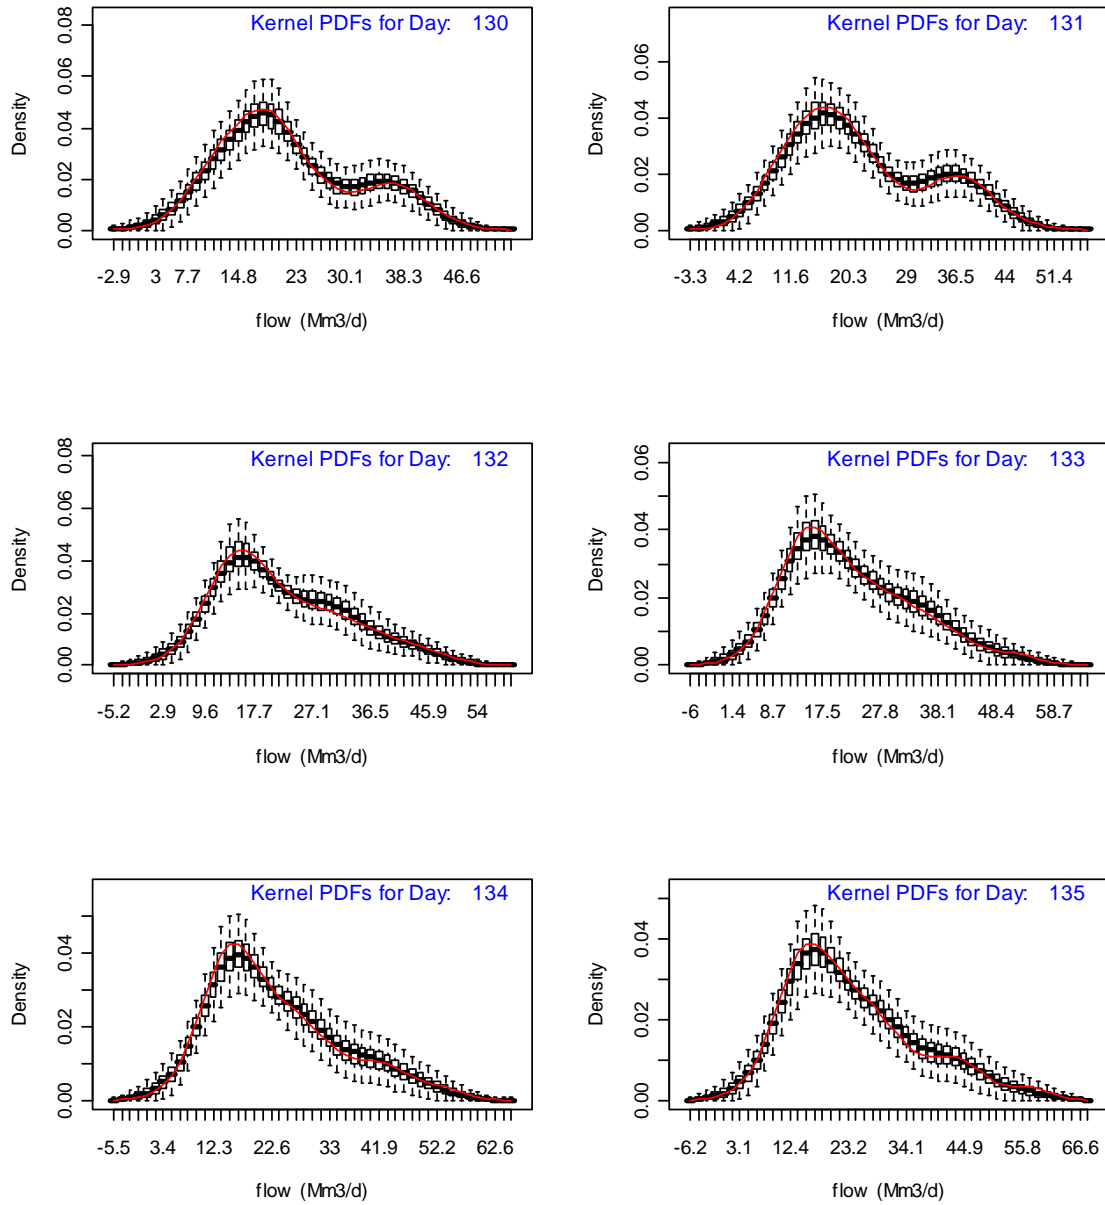 Kernel PDFs for Day: 130
Density
0.00 0.02 0.04 0.06 0.08
-2.9 3 7.7 14.8 23 30.1 38.3 46.6
flow (Mm3/d)
Kernel PDFs for Day: 131
Density
0.00 0.02 0.04 0.06
-3.3 4.2 11.6 20.3 29 36.5 44 51.4
flow (Mm3/d)
Kernel PDFs for Day: 132
Density
0.00 0.02 0.04 0.06 0.08
-5.2 2.9 9.6 17.7 27.1 36.5 45.9 54
flow (Mm3/d)
Kernel PDFs for Day: 133
Density
0.00 0.02 0.04 0.06
-6 1.4 8.7 17.5 27.8 38.1 48.4 58.7
flow (Mm3/d)
Kernel PDFs for Day: 134
Density
0.00 0.02 0.04
-5.5 3.4 12.3 22.6 33 41.9 52.2 62.6
flow (Mm3/d)
Kernel PDFs for Day: 135
Density
0.00 0.02 0.04
-6.2 3.1 12.4 23.2 34.1 44.9 55.8 66.6
flow (Mm3/d)